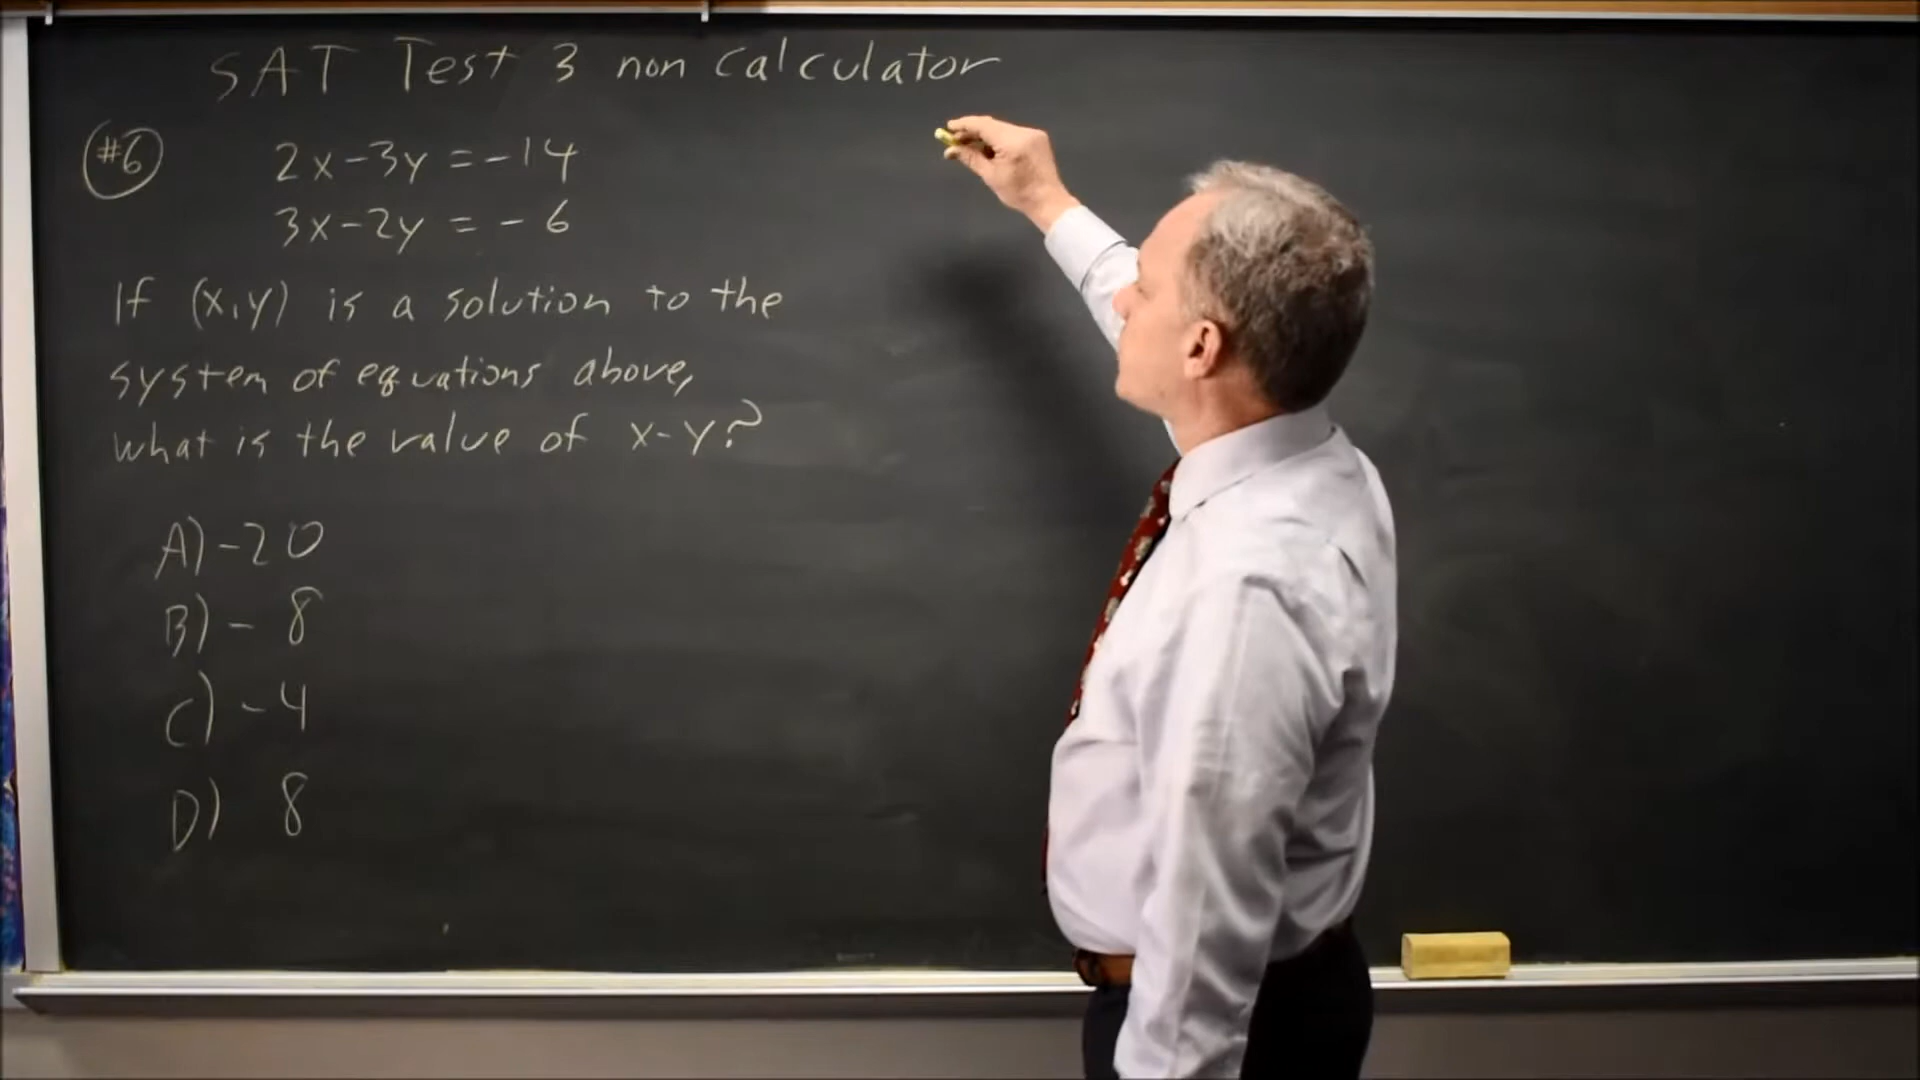 SAT Test 3 non calculator
#6
2x-3y=-14
3x-2y=-6
If (x,y) is a solution to the
system of equations above,
what is the value of x-y?
A) -20
B) -8
C) -4
D) 8